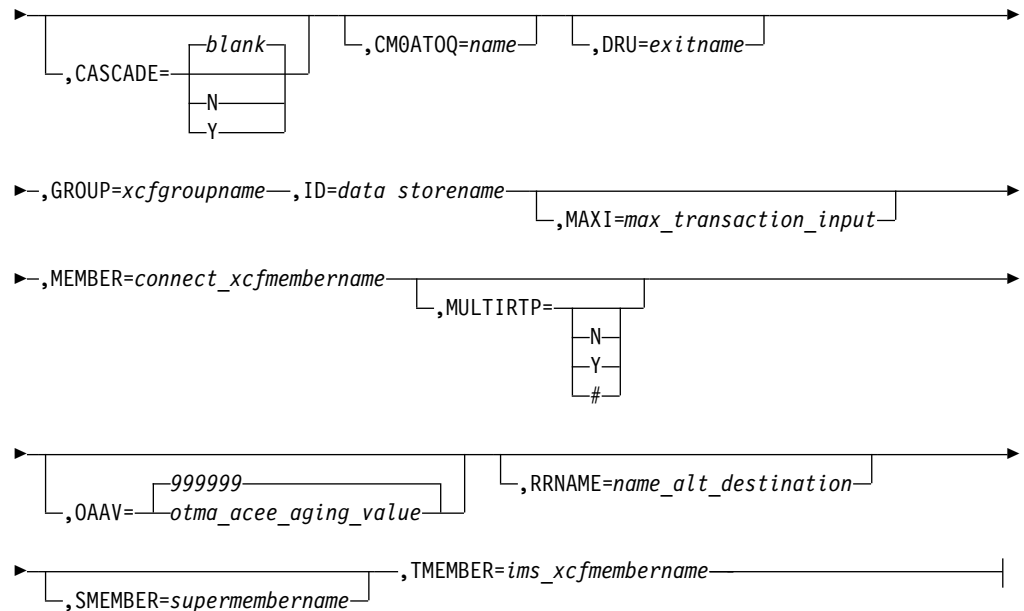 blank
,CM0ATOQ=name
,DRU=exitname
,CASCADE=
N
Y
,GROUP=xcfgroupname
,ID=data storename
,MAXI=max_transaction_input
,MEMBER=connect_xcfmembername
,MULTIRTP=
N
Y
#
999999
,RRNAME=name_alt_destination
,OAAV=
otma_acee_aging_value
,TMEMBER=ims_xcfmembername
,SMEMBER=supermembername